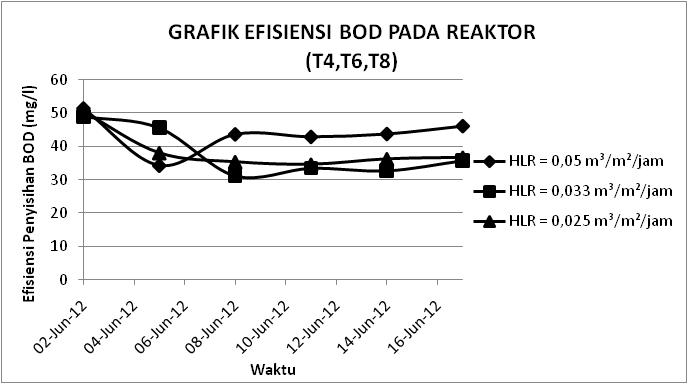 GRAFIK EFISIENSI BOD PADA REAKTOR
(T4,T6,T8)
Efisiensi Penyisihan BOD (mg/l)
60
50
40
30
20
10
0
02-Jun-12
04-Jun-12
06-Jun-12
08-Jun-12
10-Jun-12
12-Jun-12
14-Jun-12
16-Jun-12
Waktu
HLR = 0,05 m³/m²/jam
HLR = 0,033 m³/m²/jam
HLR = 0,025 m³/m²/jam